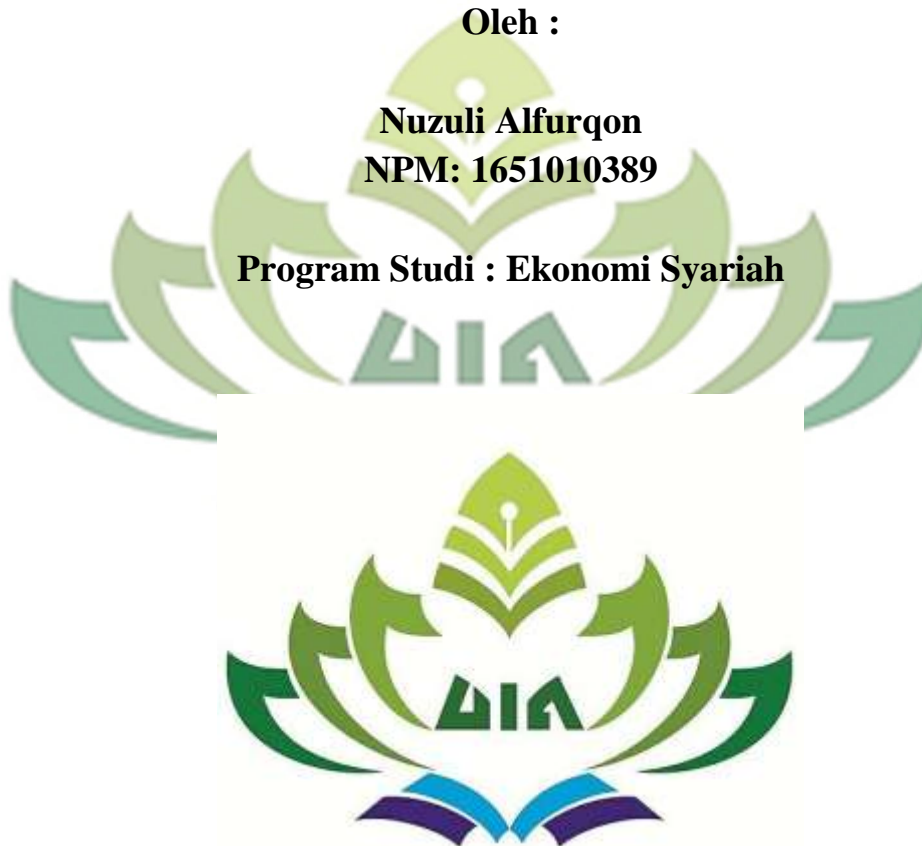 Oleh :
Nuzuli Alfurqon
NPM: 1651010389
Program Studi : Ekonomi Syariah
UIN
UIN